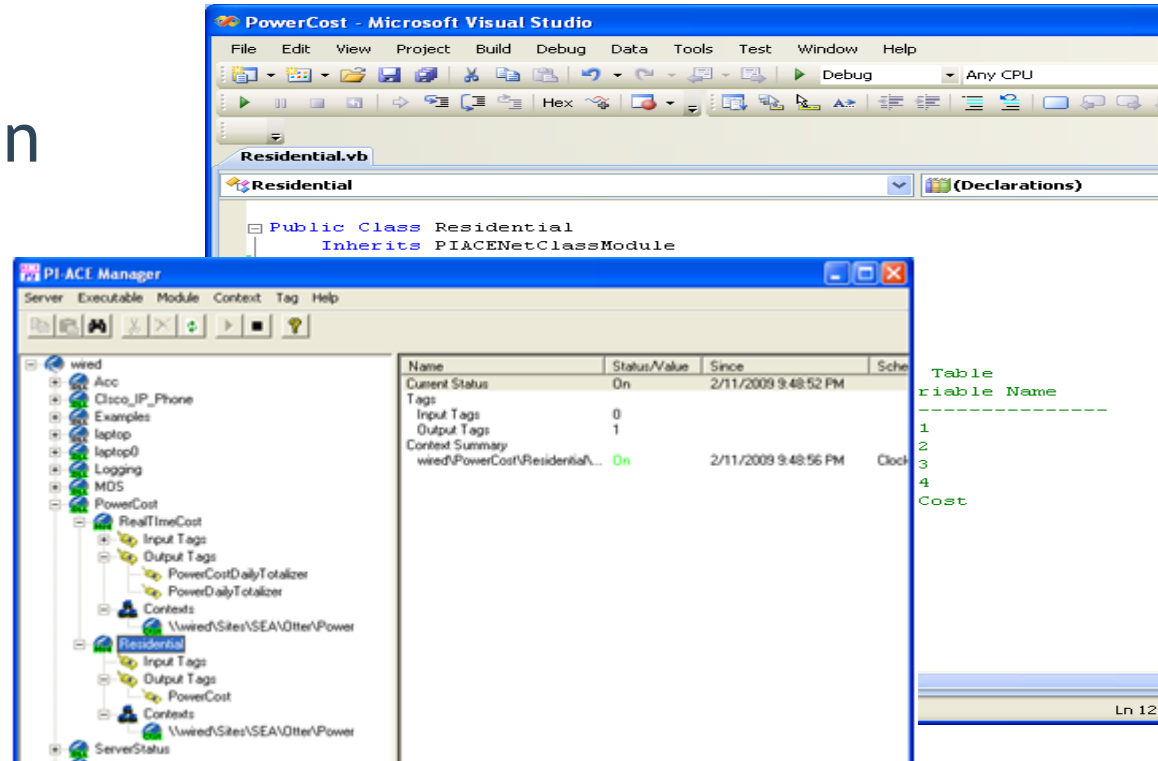 n
PowerCost - Microsoft Visual Studio
File Edit View Project Build Debug Data Tools Test Window Help
Debug Any CPU
Hex
Residential.vb
Residential (Declarations)
Public Class Residential
Inherits PIACENetClassModule
PI-ACE Manager
Server Executable Module Context Tag Help
wired
Acc
CIsco_IP_Phone
Examples
laptop
laptop0
Logging
MDS
PowerCost
RealTImeCost
Input Tags
Output Tags
PowerCostDailyTotalizer
PowerDailyTotalizer
Contexts
\\wired\Sites\SEA\Otter\Power
Residential
Input Tags
Output Tags
PowerCost
Contexts
\\wired\Sites\SEA\Otter\Power
ServerStatus
Name Status/Value Since Sche
Current Status On 2/11/2009 9:48:52 PM
Tags
Input Tags 0
Output Tags 1
Context Summary
wired\PowerCost\Residential\... On 2/11/2009 9:48:56 PM Clock
Table
riable Name
---------------
1
2
3
4
Cost
Ln 12